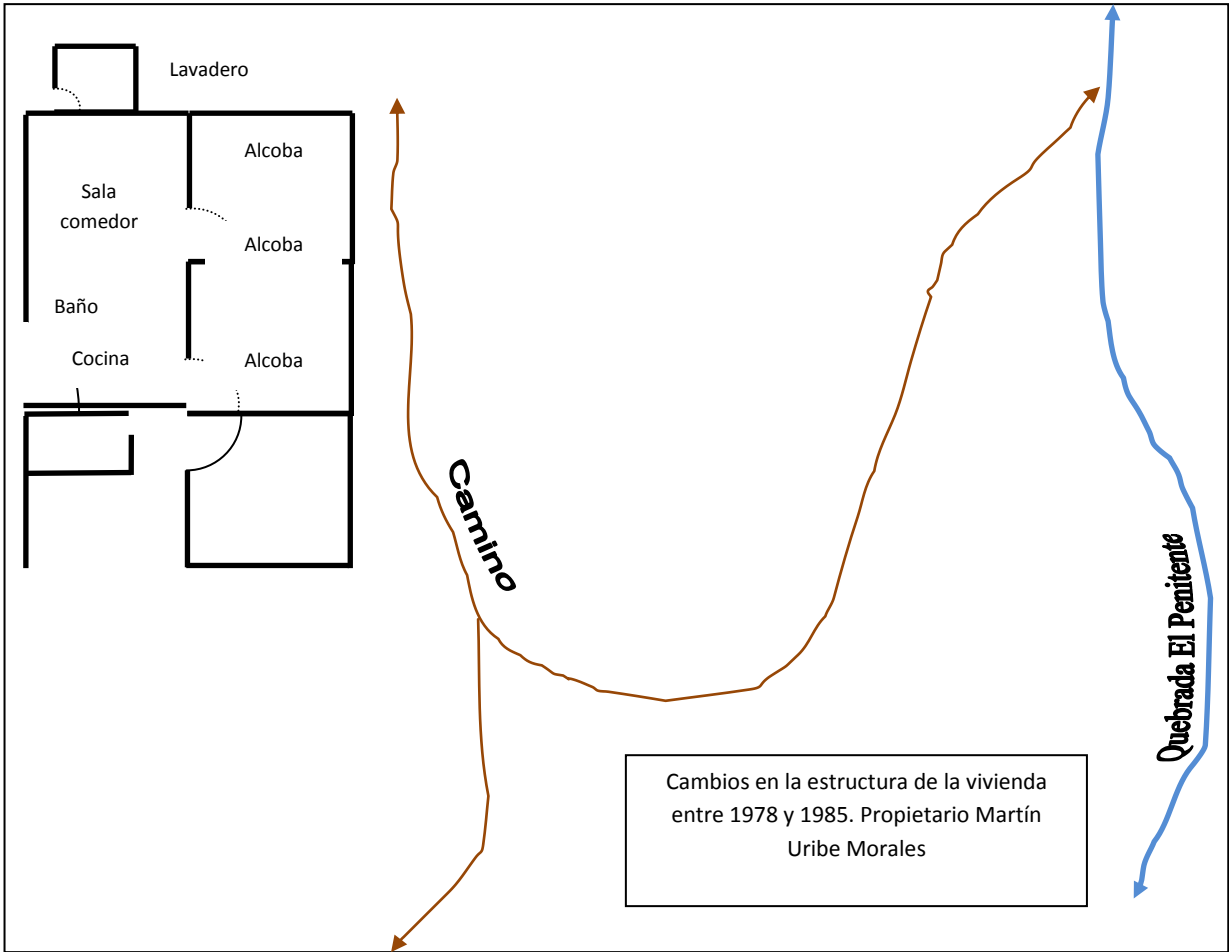 Lavadero
Alcoba
Sala
comedor
Alcoba
Baño
Cocina
Alcoba
Camino
Quebrada El Penitente
Cambios en la estructura de la vivienda
entre 1978 y 1985. Propietario Martín
Uribe Morales